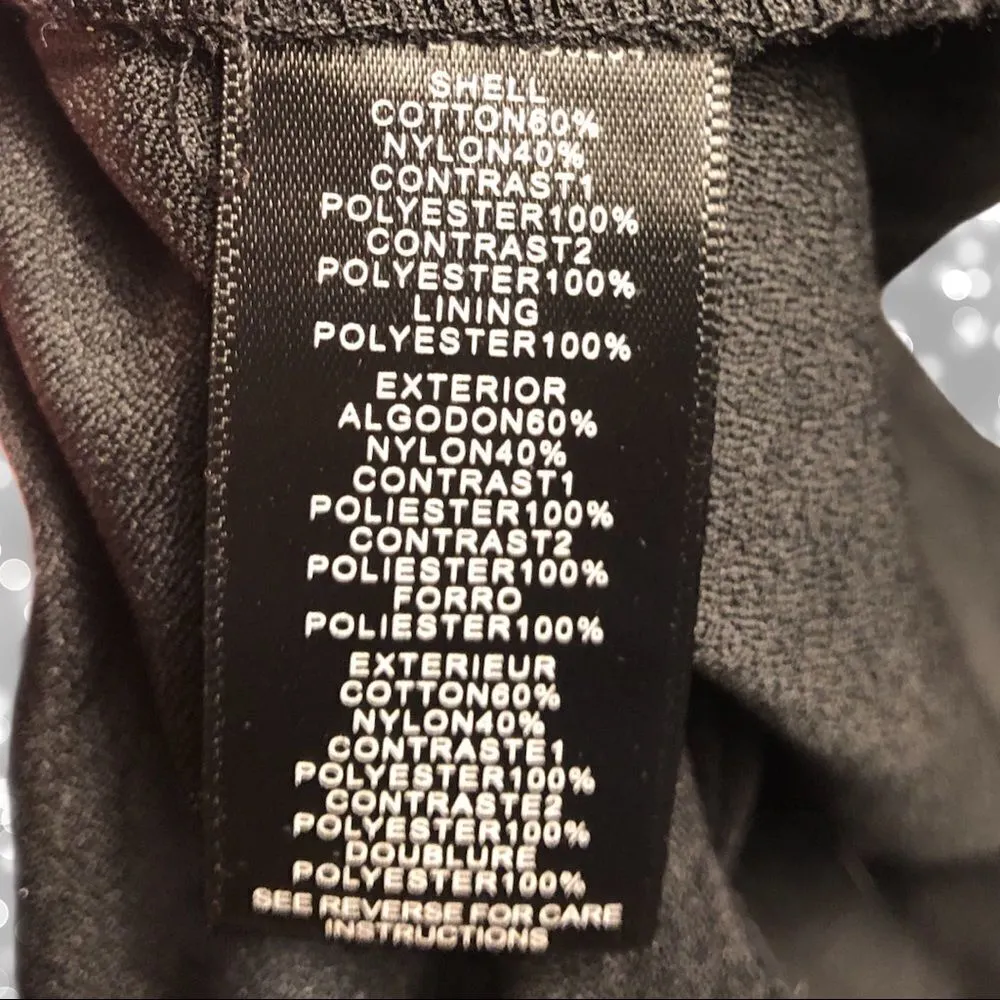 SHELL
COTTON60%
NYLON40%
CONTRAST1
POLYESTER100%
CONTRAST2
POLYESTER100%
LINING
POLYESTER100%
EXTERIOR
ALGODON60%
NYLON40%
CONTRAST1
POLIESTER100%
CONTRAST2
POLIESTER100%
FORRO
POLIESTER100%
EXTERIEUR
COTTON60%
NYLON40%
CONTRASTE1
POLYESTER100%
CONTRASTE2
POLYESTER100%
DOUBLURE
POLYESTER100%
SEE REVERSE FOR CARE
INSTRUCTIONS